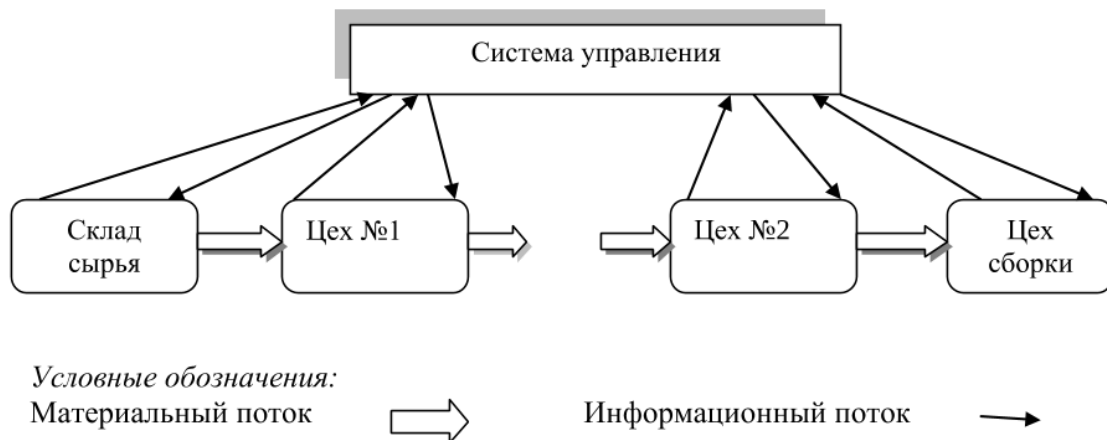 Система управления
Склад
сырья
Цех №1
Цех №2
Цех
сборки
Условные обозначения:
Материальный поток
Информационный поток